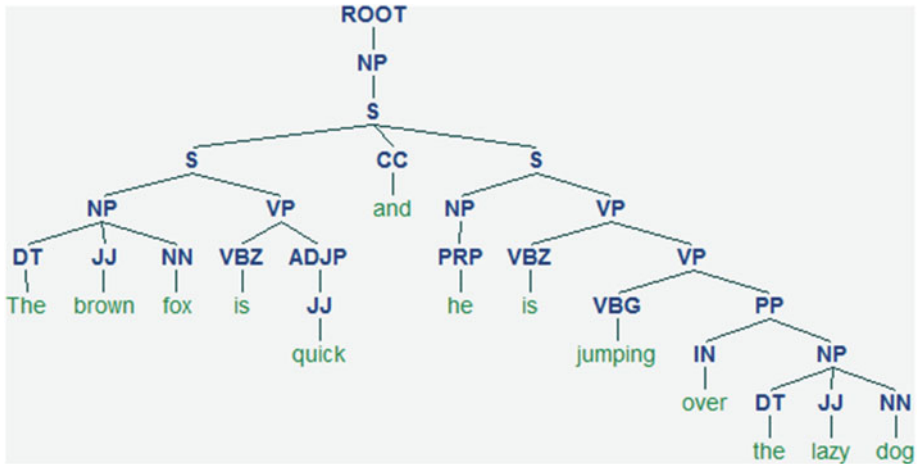 ROOT
NP
S
S CC S
NP VP and NP VP
DT JJ NN VBZ ADJP PRP VBZ VP
The brown fox is JJ he is VBG PP
quick jumping IN NP
over DT JJ NN
the lazy dog